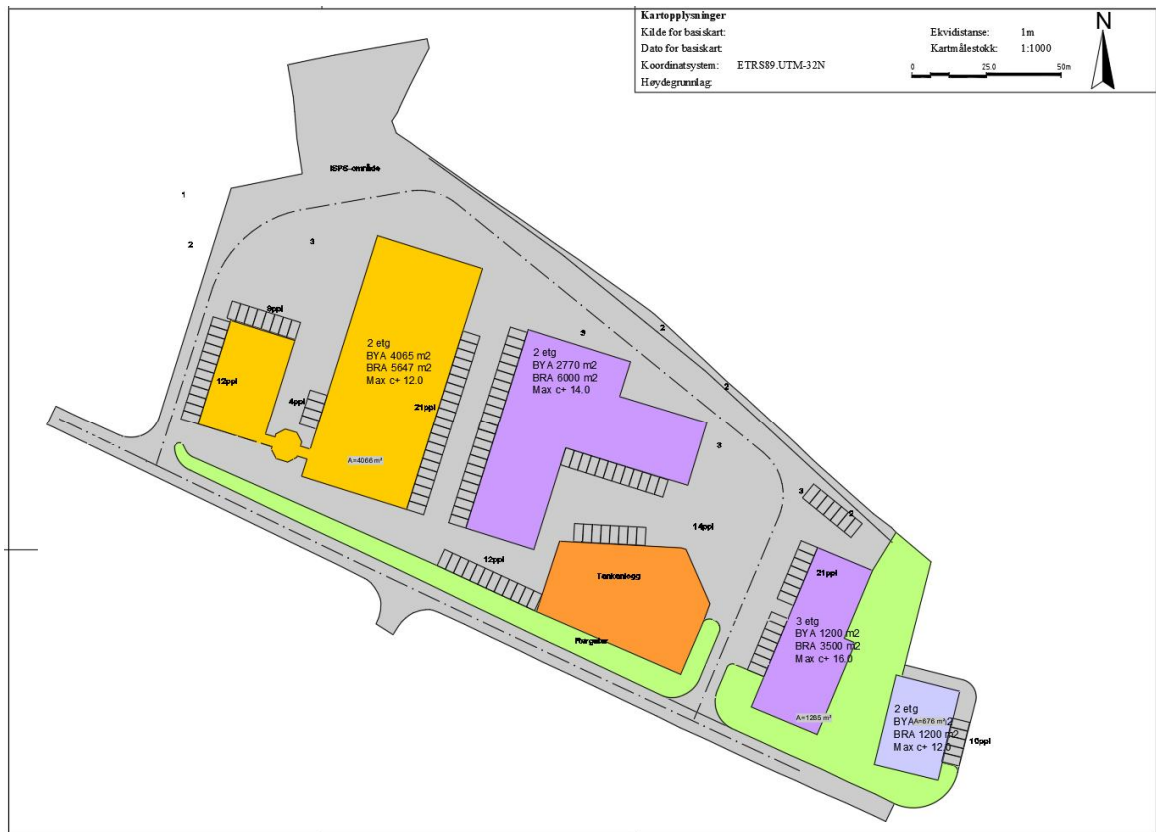 Kartopplysninger
Kilde for basiskart:
Dato for basiskart:
Koordinatsystem: ETRS89.UTM-32N
Høydegrunnlag:
Ekvidistanse: 1m
Kartmålestokk: 1:1000
0 25.0 50m
N
ISPS-område
1
2
3
9ppl
12ppl
4ppl
2 etg
BYA 4065 m2
BRA 5647 m2
Max c+ 12.0
21ppl
A=4066 m²
3
2
2 etg
BYA 2770 m2
BRA 6000 m2
Max c+ 14.0
2
3
3
2
14ppl
12ppl
Tankanlegg
21ppl
3 etg
BYA 1200 m2
BRA 3500 m2
Max c+ 16.0
A=1285 m²
2 etg
BYA
A=676 m²
2
BRA 1200 m2
Max c+ 12.0
10ppl